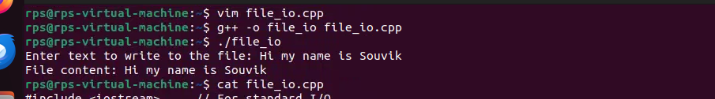 rps@rps-virtual-machine:~$ vim file_io.cpp
rps@rps-virtual-machine:~$ g++ -o file_io file_io.cpp
rps@rps-virtual-machine:~$ ./file_io
Enter text to write to the file: Hi my name is Souvik
File content: Hi my name is Souvik
rps@rps-virtual-machine:~$ cat file_io.cpp
#include <iostream> // For standard I/O